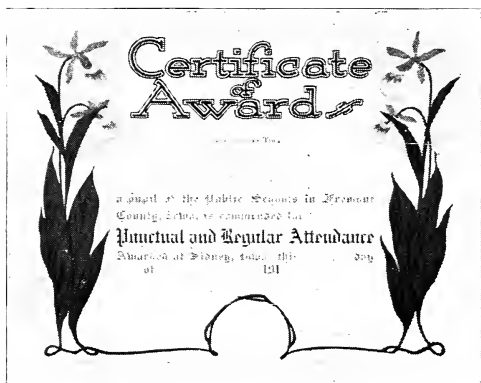 Certificate
of
Award
a pupil of the Public Schools in Fremont
County, Iowa, is commended for
Punctual and Regular Attendance
Awarded at Sidney, Iowa, this day
of 191